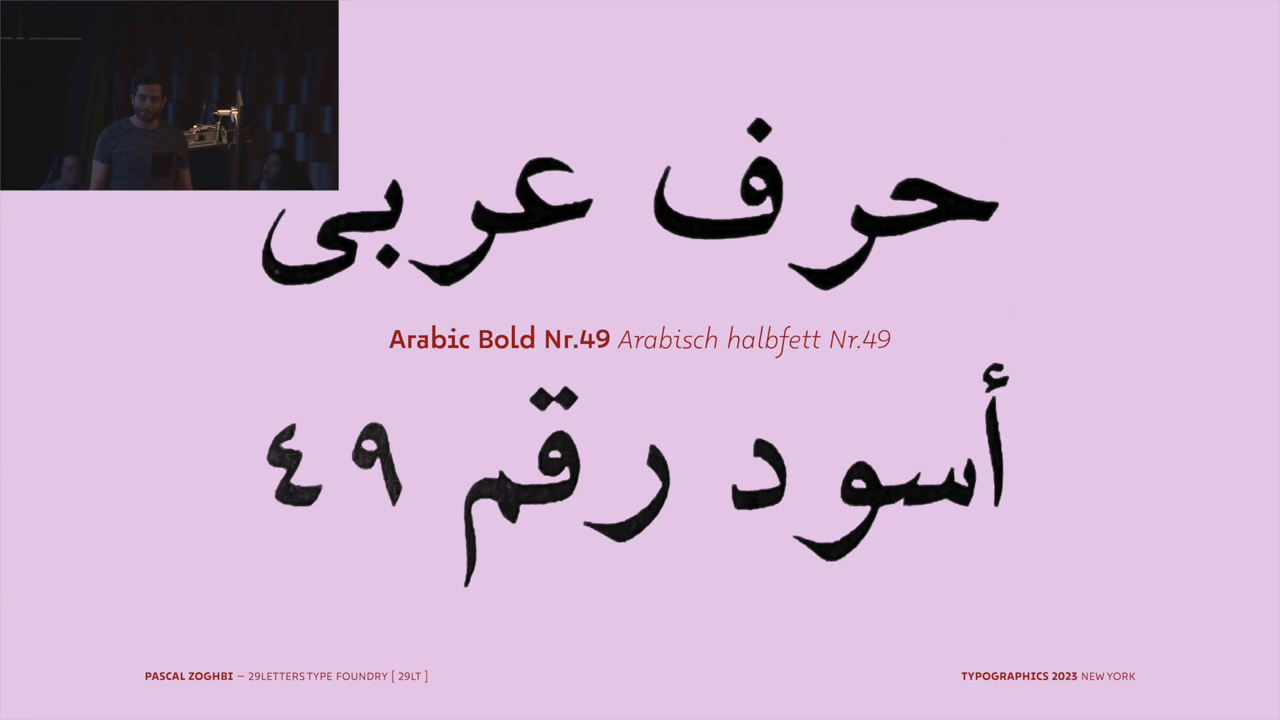 حرف عربى
Arabic Bold Nr.49 Arabisch halbfett Nr.49
أسود رقم ٤٩
PASCAL ZOGHBI – 29LETTERS TYPE FOUNDRY [ 29LT ]
TYPOGRAPHICS 2023 NEW YORK